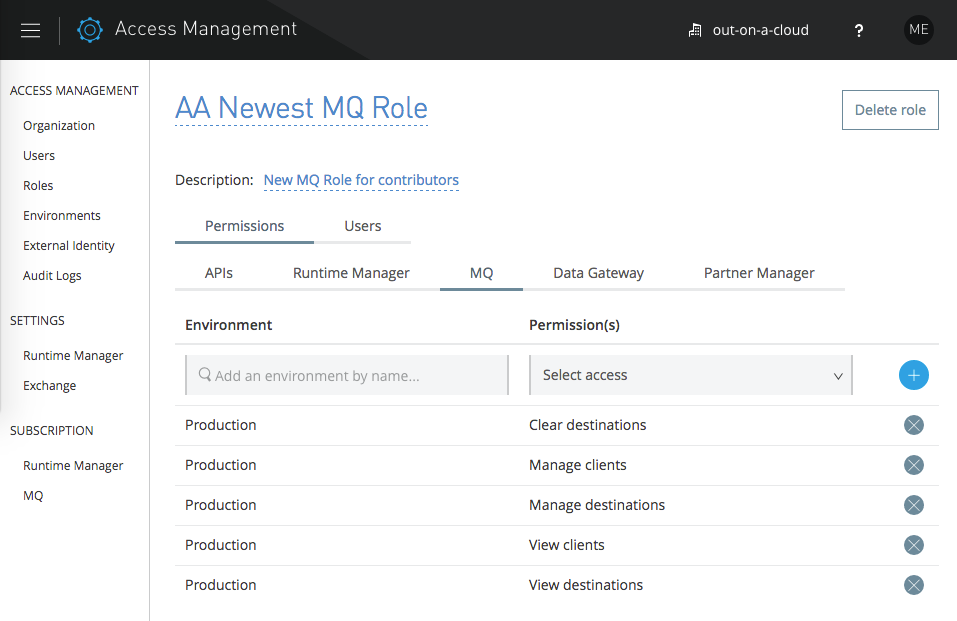 Access Management
out-on-a-cloud
?
ME
ACCESS MANAGEMENT
Organization
Users
Roles
Environments
External Identity
Audit Logs
SETTINGS
Runtime Manager
Exchange
SUBSCRIPTION
Runtime Manager
MQ
AA Newest MQ Role
Delete role
Description: New MQ Role for contributors
Permissions Users
APIs Runtime Manager MQ Data Gateway Partner Manager
Environment Permission(s)
Add an environment by name... Select access
Production Clear destinations
Production Manage clients
Production Manage destinations
Production View clients
Production View destinations